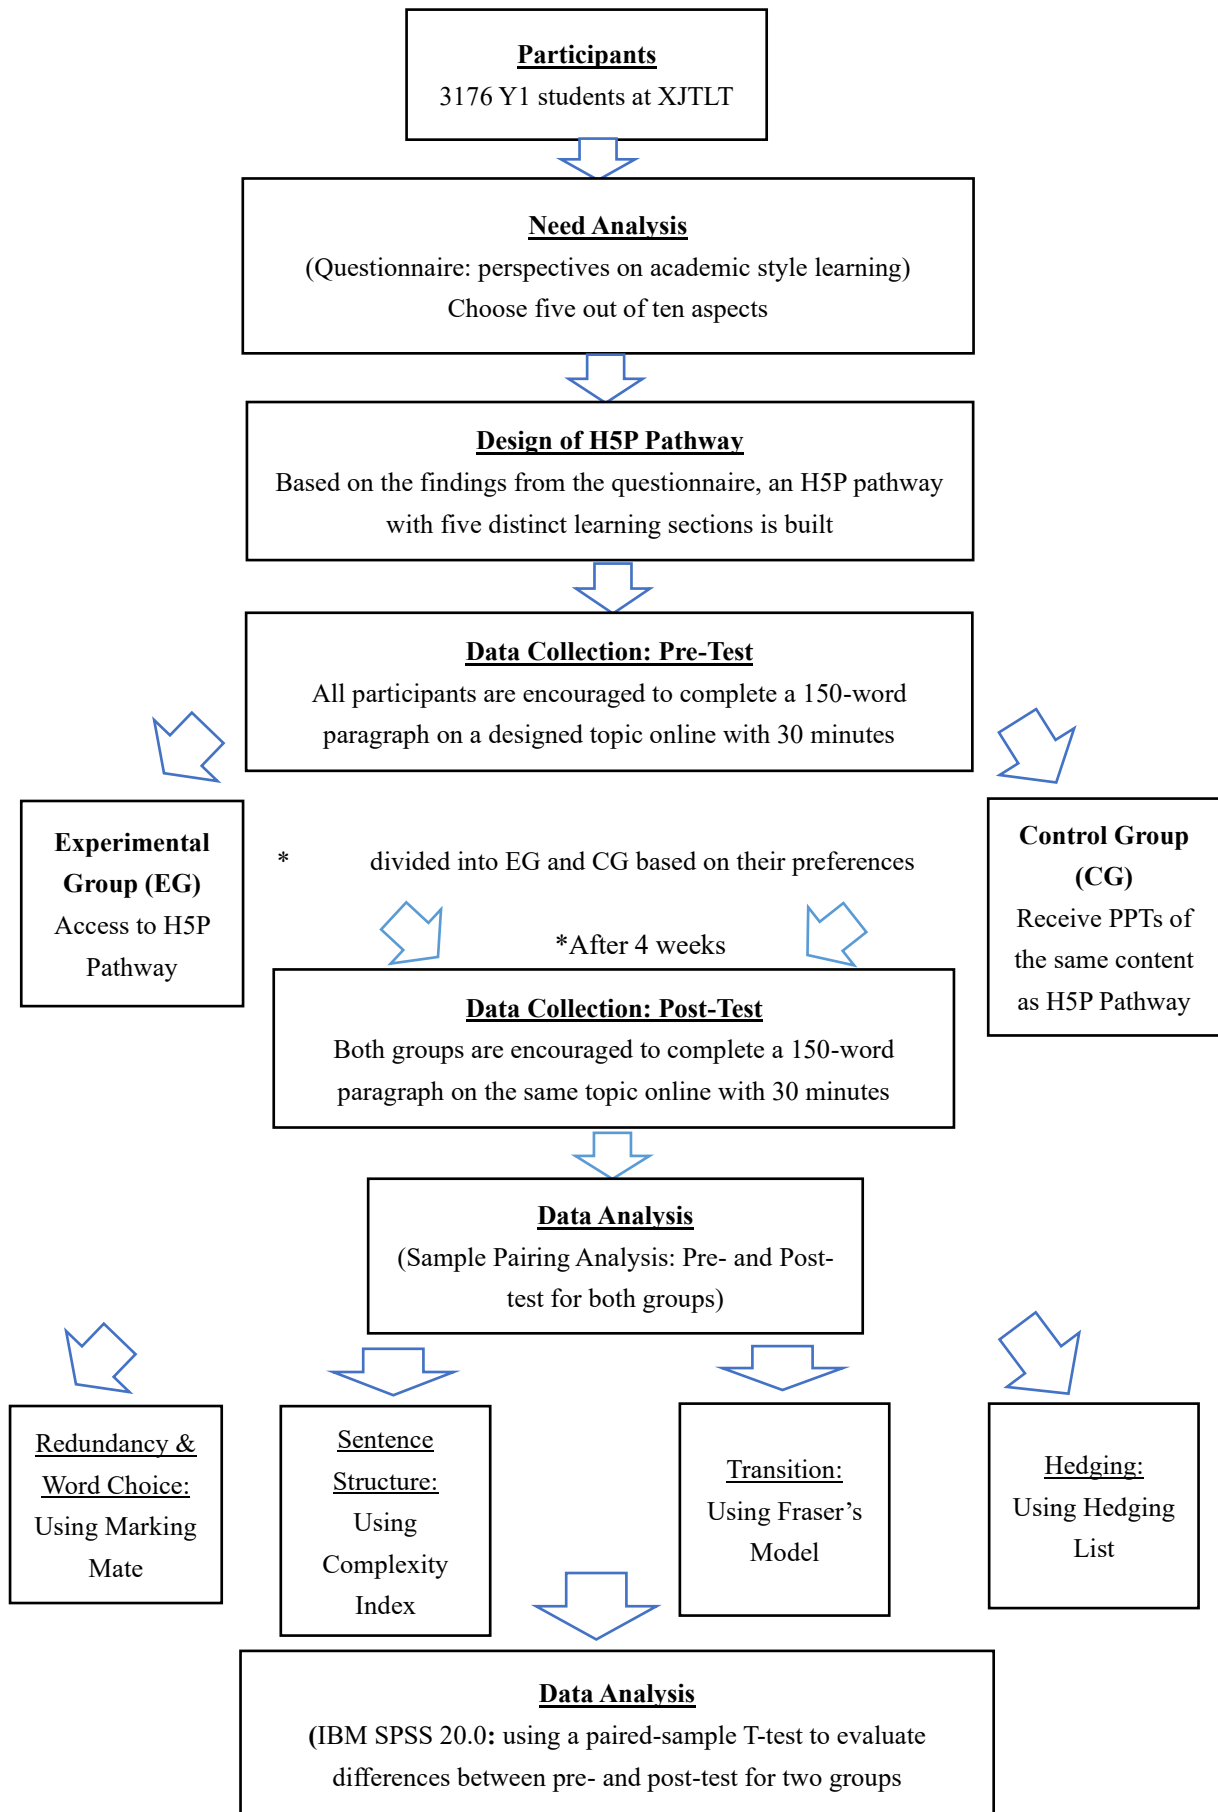 Participants
3176 Y1 students at XJTLT
Need Analysis
(Questionnaire: perspectives on academic style learning)
Choose five out of ten aspects
Design of H5P Pathway
Based on the findings from the questionnaire, an H5P pathway
with five distinct learning sections is built
Data Collection: Pre-Test
All participants are encouraged to complete a 150-word
paragraph on a designed topic online with 30 minutes
Experimental
Group (EG)
Access to H5P
Pathway
* divided into EG and CG based on their preferences
Control Group
(CG)
Receive PPTs of
the same content
as H5P Pathway
*After 4 weeks
Data Collection: Post-Test
Both groups are encouraged to complete a 150-word
paragraph on the same topic online with 30 minutes
Data Analysis
(Sample Pairing Analysis: Pre- and Post-
test for both groups)
Redundancy &
Word Choice:
Using Marking
Mate
Sentence
Structure:
Using
Complexity
Index
Transition:
Using Fraser’s
Model
Hedging:
Using Hedging
List
Data Analysis
(IBM SPSS 20.0: using a paired-sample T-test to evaluate
differences between pre- and post-test for two groups